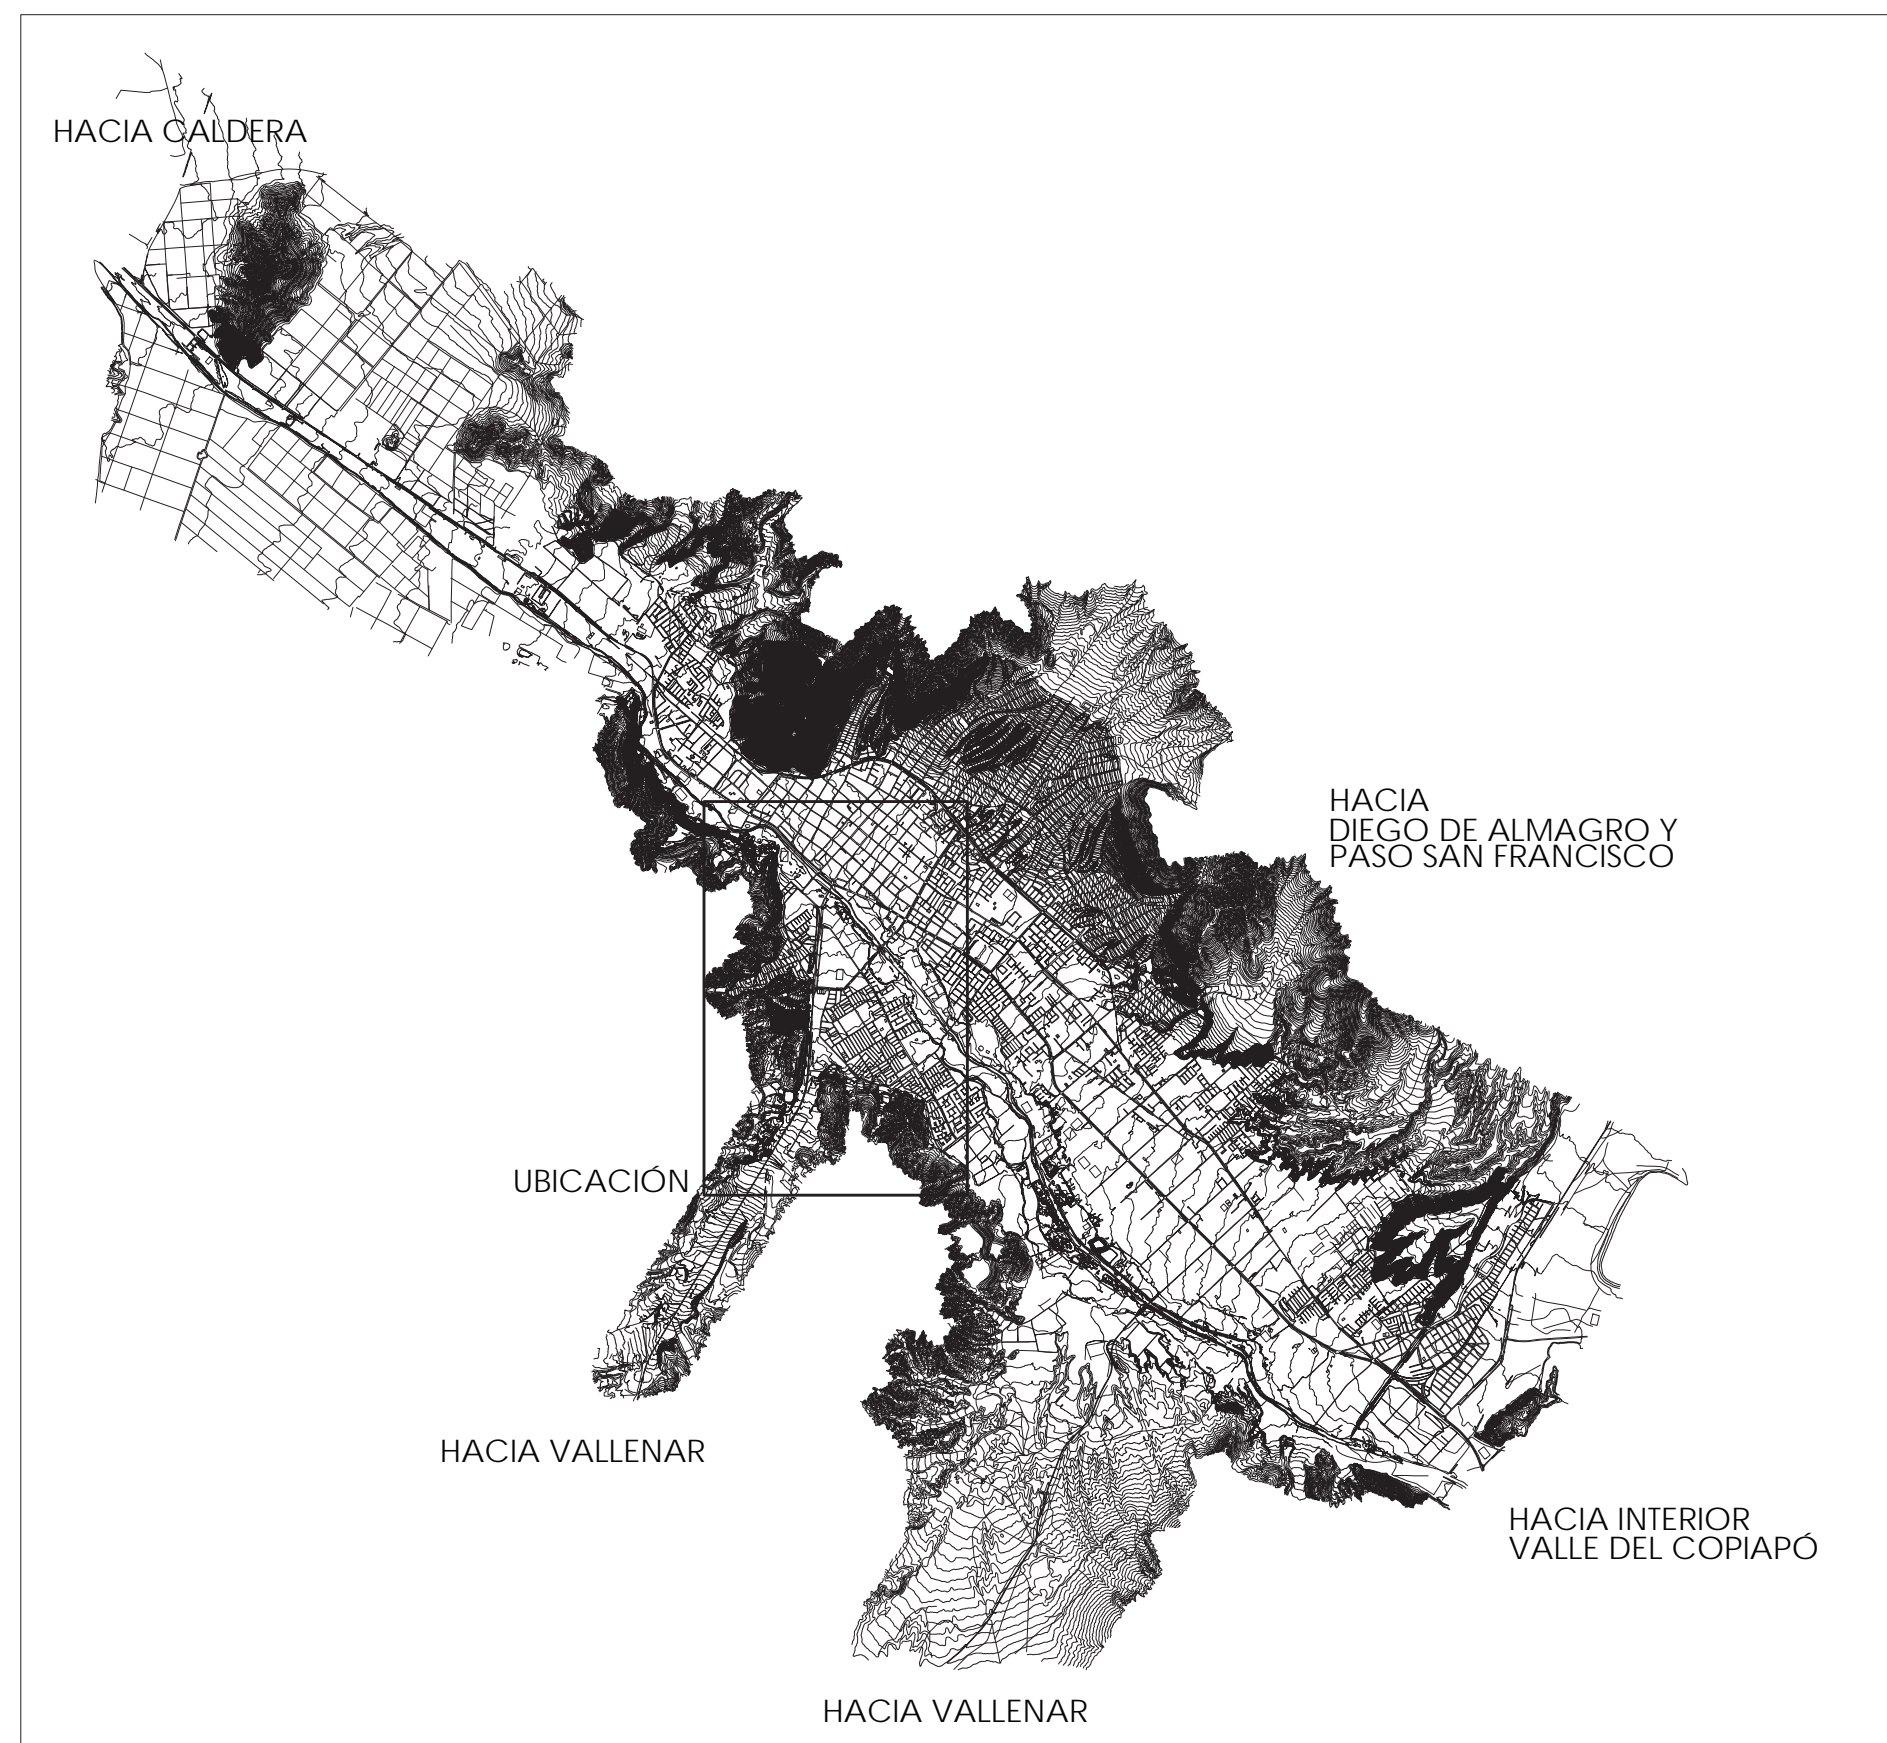 HACIA CALDERA
HACIA
DIEGO DE ALMAGRO Y
PASO SAN FRANCISCO
UBICACIÓN
HACIA VALLENAR
HACIA INTERIOR
VALLE DEL COPIAPÓ
HACIA VALLENAR